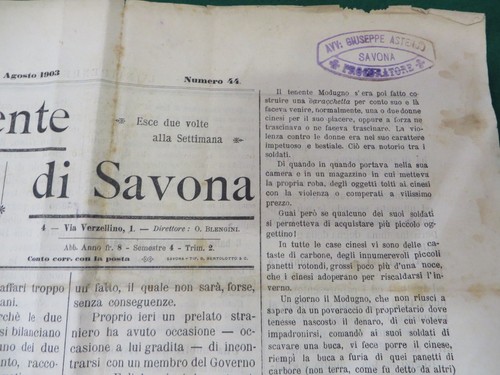 AVV. GIUSEPPE ASTENGO
SAVONA
PROCURATORE
Agosto 1903
Numero 44.
ente
Esce due volte
alla Settimana
di Savona
4 — Via Verzellino, 1. — Direttore: O. BLENGINI.
Abb. Anno fr. 8 - Semestre 4 - Trim. 2.
Conto corr. con la posta
SAVONA - TIP. D. BERTOLOTTO & C.
affari troppo
ani.
rchè le due
si bilanciano
uno dei due
ento, racco-
un' fatto, il quale non sarà, forse,
senza conseguenze.
Proprio ieri un prelato stra-
niero ha avuto occasione — oc-
casione a lui gradita — di incon-
trarsi con un membro del Governo
Il tenente Modugno s'era poi fatto co-
struire una baracchetta per conto suo e là
faceva venire, normalmente, una o due donne
cinesi per il suo piacere, oppure a forza ne
trascinava o ne faceva trascinare. La vio-
lenza contro le donne era nel suo carattere
impetuoso e bestiale. Ciò era notorio tra i
soldati.
Di quando in quando portava nella sua
camera e in un magazzino in cui metteva
la propria roba, degli oggetti tolti ai cinesi
con la violenza o comperati a vilissimo
prezzo.
Guai però se qualcuno dei suoi soldati
si permetteva di acquistare più piccolo
oggettino!
In tutte le case cinesi vi sono delle ca-
taste di carbone, degli innumerevoli piccoli
panetti rotondi, grossi poco più d'una noce,
che i cinesi adoperano per riscaldarsi l'in-
verno.
Un giorno il Modugno, che non riuscì a
sapere da un poveraccio di proprietario dove
tenesse nascosto il denaro, di cui voleva
impadronirsi, comandò ai suoi soldati di
scavare una buca, vi fece porre il cinese,
riempì la buca a furia di quei panetti di
carbone (non terra, come fu detto da altri)